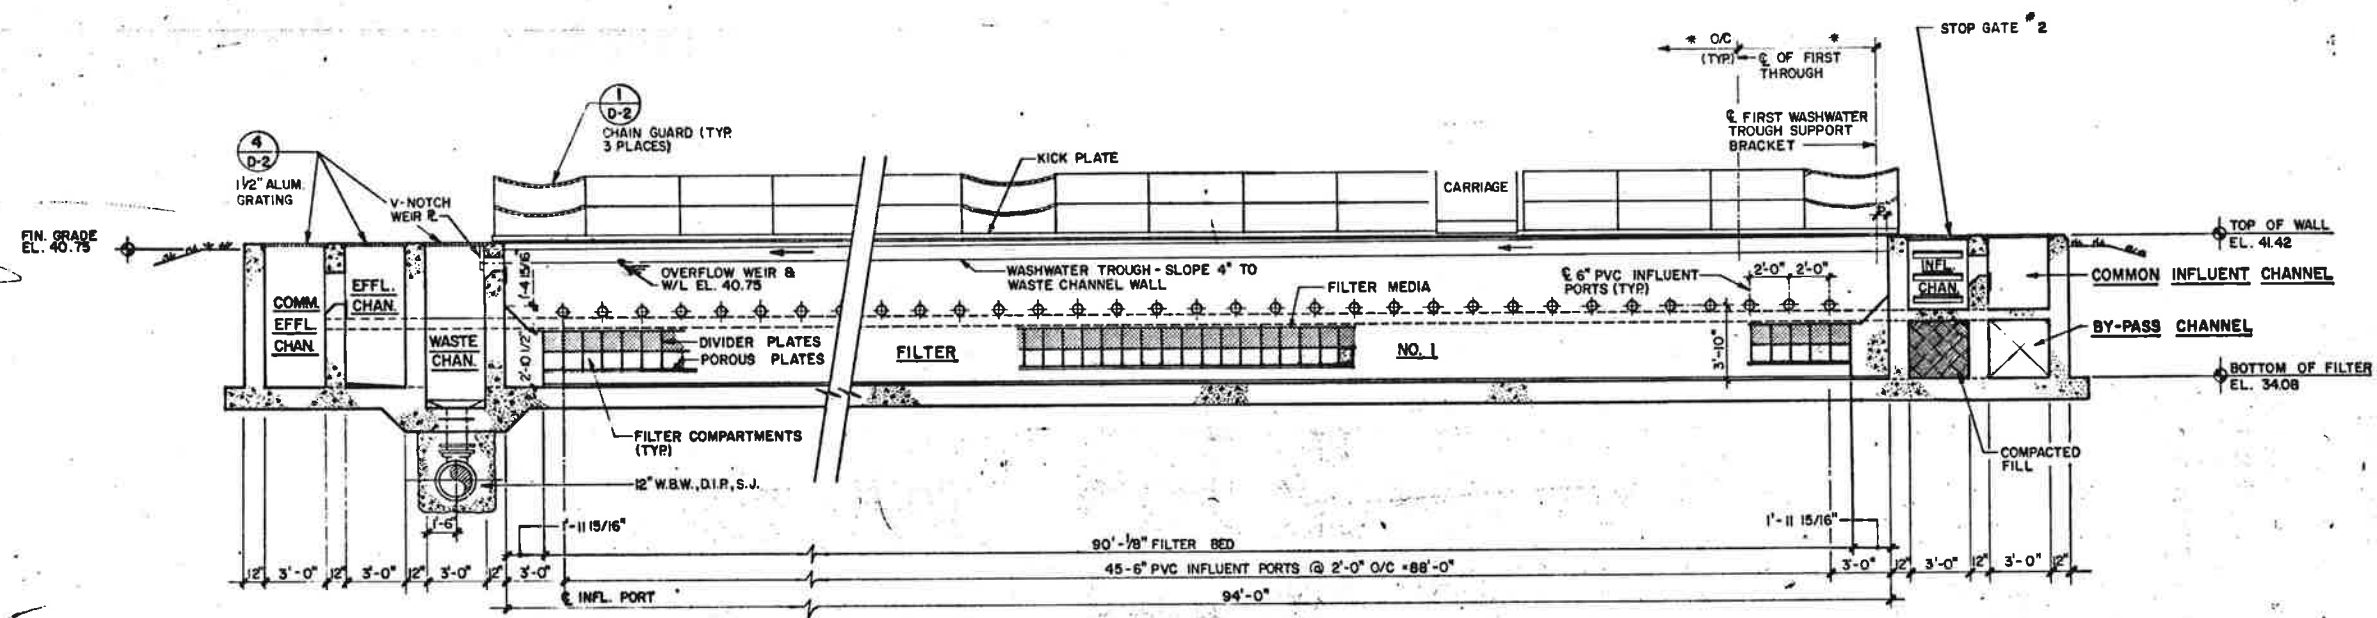 STOP GATE #2
* O/C *
(TYP.) ℄ OF FIRST
THROUGH
1
D-2
CHAIN GUARD (TYP.
3 PLACES)
℄ FIRST WASHWATER
TROUGH SUPPORT
BRACKET
4
D-2
1 1/2" ALUM.
GRATING
KICK PLATE
CARRIAGE
V-NOTCH
WEIR ℄
6"
FIN. GRADE
EL. 40.75
TOP OF WALL
EL. 41.42
1'-4 15/16"
OVERFLOW WEIR &
W/L EL. 40.75
WASHWATER TROUGH - SLOPE 4" TO
WASTE CHANNEL WALL
℄ 6" PVC INFLUENT
PORTS (TYP.)
2'-0" 2'-0"
INFL.
CHAN.
COMMON INFLUENT CHANNEL
EFFL.
CHAN.
COMM.
EFFL.
CHAN.
FILTER MEDIA
BY-PASS CHANNEL
WASTE
CHAN.
2'-0 1/2"
DIVIDER PLATES
POROUS PLATES
FILTER NO. 1
3'-10"
BOTTOM OF FILTER
EL. 34.08
FILTER COMPARTMENTS
(TYP.)
COMPACTED
FILL
12" W.B.W., D.I.P., S.J.
1'-6"
1'-11 15/16"
1'-11 15/16"
90'-1/8" FILTER BED
12" 3'-0" 12" 3'-0" 12" 3'-0" 12" 3'-0" 45-6" PVC INFLUENT PORTS @ 2'-0" O/C =88'-0" 3'-0" 12" 3'-0" 12" 3'-0" 12"
℄ INFL. PORT
94'-0"